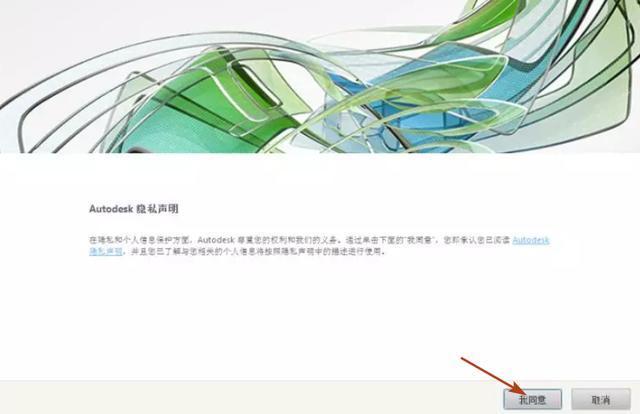 Autodesk 隐私声明
在隐私和个人信息保护方面，Autodesk 尊重您的权利和我们的义务。通过单击下面的"我同意"，您即承认您已阅读 Autodesk
隐私声明，并且您已了解与您相关的个人信息将按照隐私声明中的描述进行使用。
我同意
取消